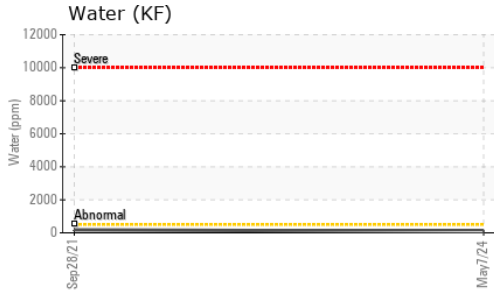 Water (KF)
12000
Severe
10000
8000
6000
4000
2000
Abnormal
0
Water (ppm)
Sep28/21
May7/24